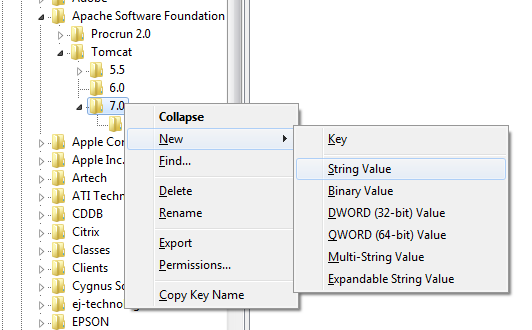 Adobe
Apache Software Foundation
Procrun 2.0
Tomcat
5.5
6.0
7.0
Collapse
New
Find...
Delete
Rename
Export
Permissions...
Copy Key Name
Key
String Value
Binary Value
DWORD (32-bit) Value
QWORD (64-bit) Value
Multi-String Value
Expandable String Value
Apple Com
Apple Inc.
Artech
ATI Techn
CDDB
Citrix
Classes
Clients
Cygnus So
ej-technolog
EPSON